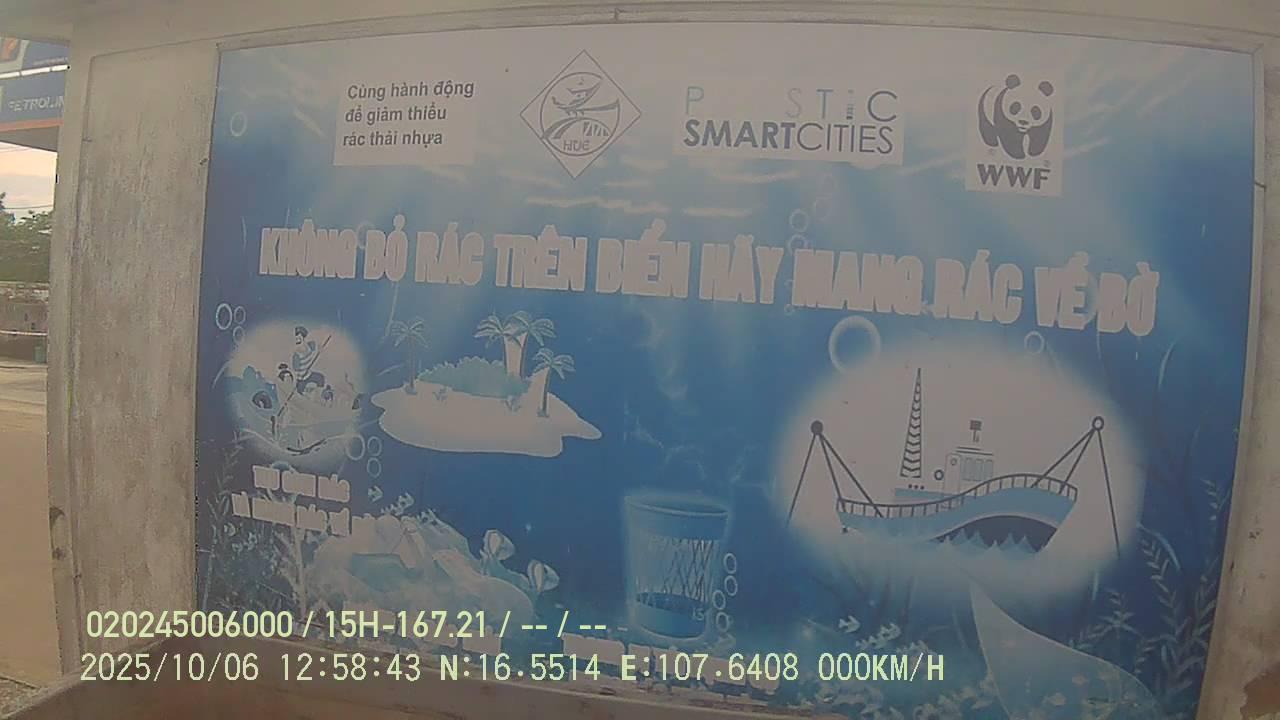 Cùng hành động
để giảm thiểu
rác thải nhựa
HUẾ
P STiC
SMARTCITIES
WWF
KHÔNG BỎ RÁC TRÊN BIỂN HÃY MANG RÁC VỀ BỜ
020245006000 / 15H-167.21 / -- / --
2025/10/06 12:58:43 N:16.5514 E:107.6408 000KM/H